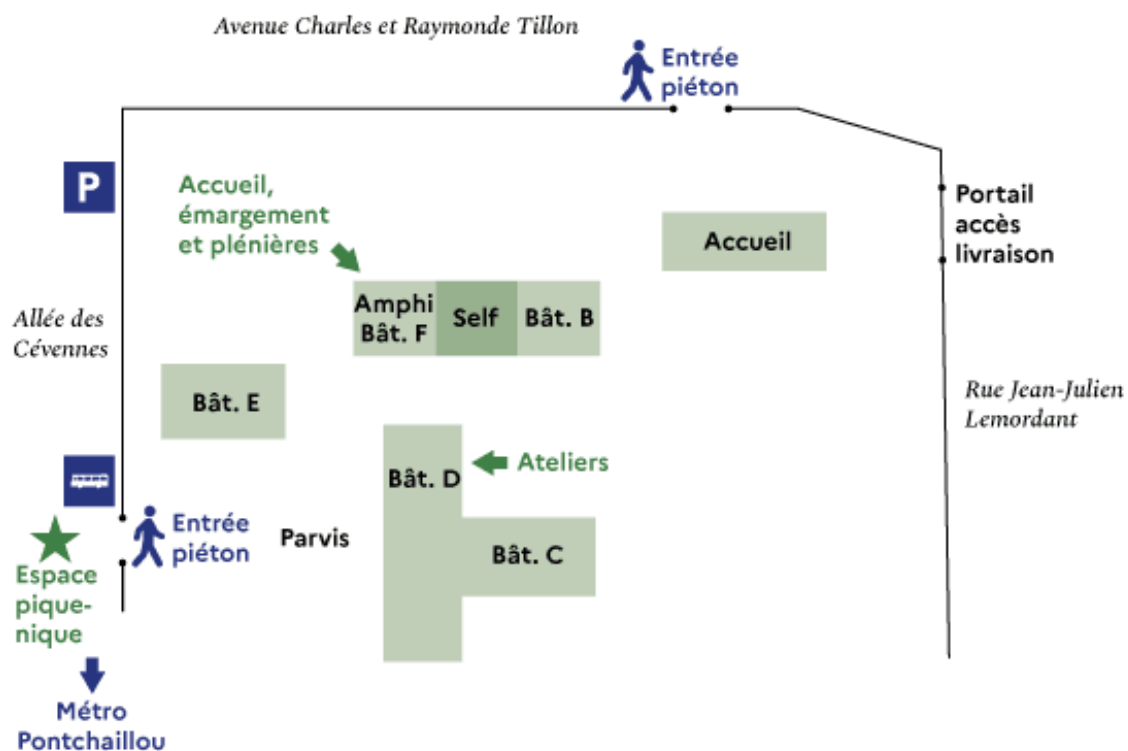 Avenue Charles et Raymonde Tillon
Entrée
piéton
P
Accueil,
émargement
et plénières
Portail
accès
livraison
Accueil
Amphi
Bât. F
Self
Bât. B
Allée des
Cévennes
Bât. E
Rue Jean-Julien
Lemordant
Bât. D
Ateliers
Entrée
piéton
Parvis
Bât. C
Espace
pique-
nique
Métro
Pontchaillou